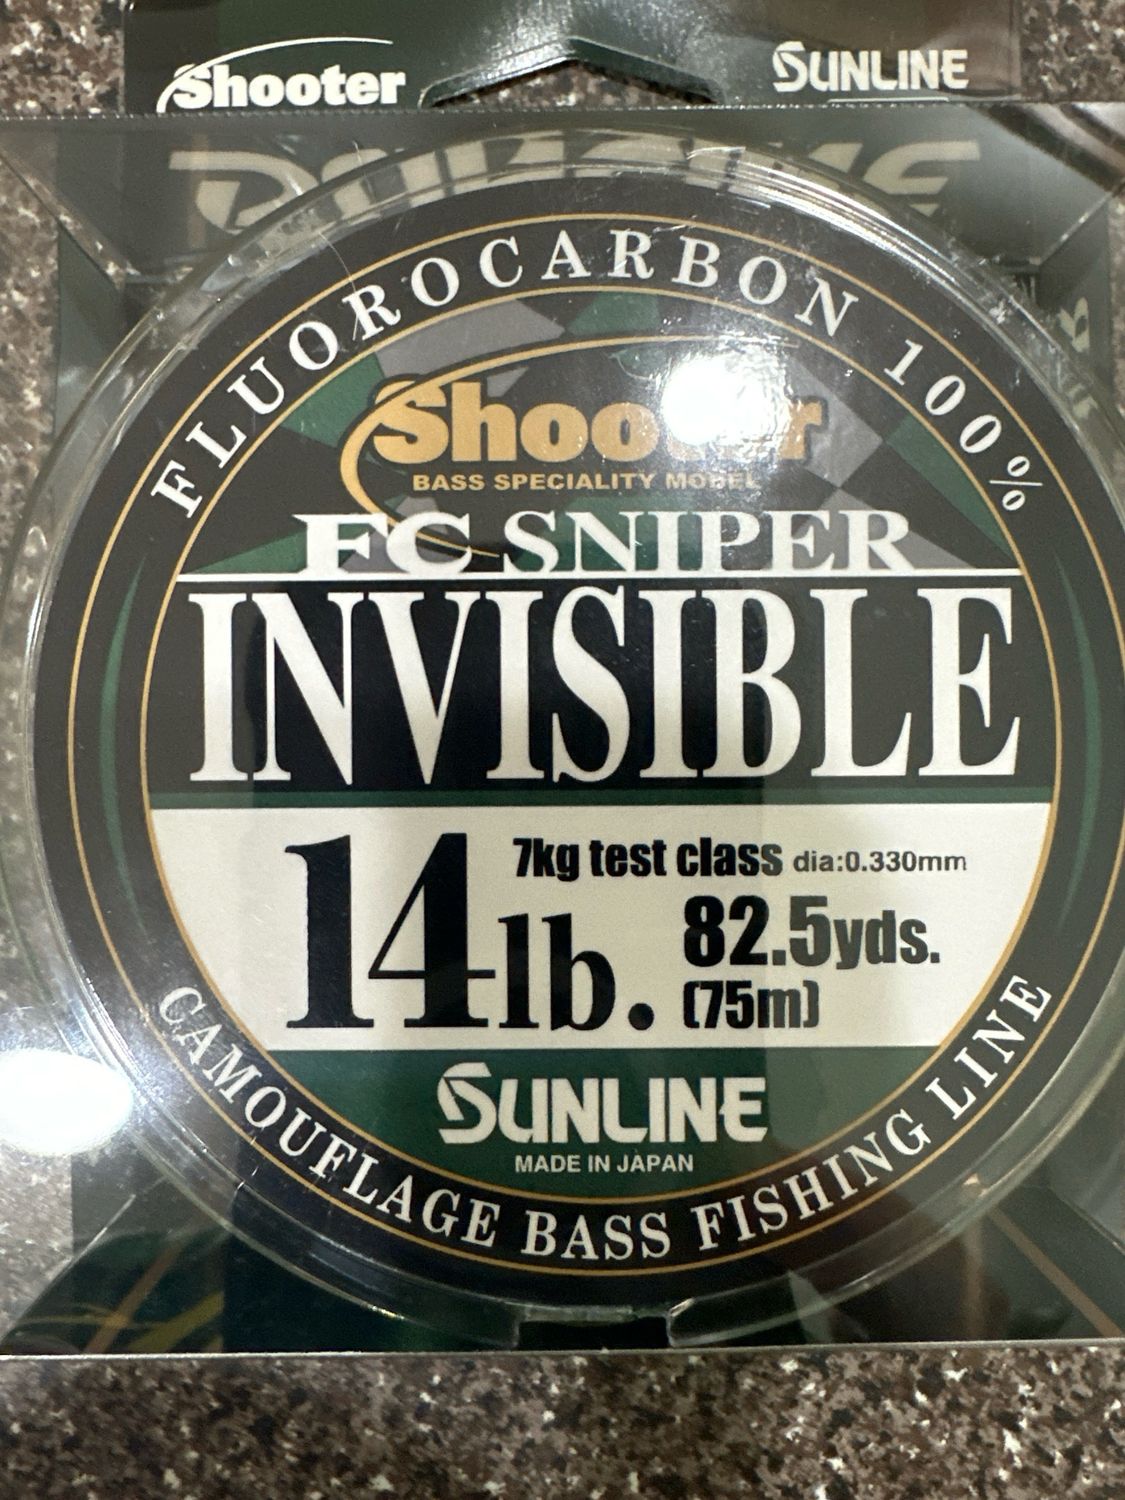 Shooter
SUNLINE
FLUOROCARBON 100%
Shooter
BASS SPECIALITY MODEL
FC SNIPER
INVISIBLE
14lb.
7kg test class dia:0.330mm
82.5yds.
(75m)
SUNLINE
MADE IN JAPAN
CAMOUFLAGE BASS FISHING LINE